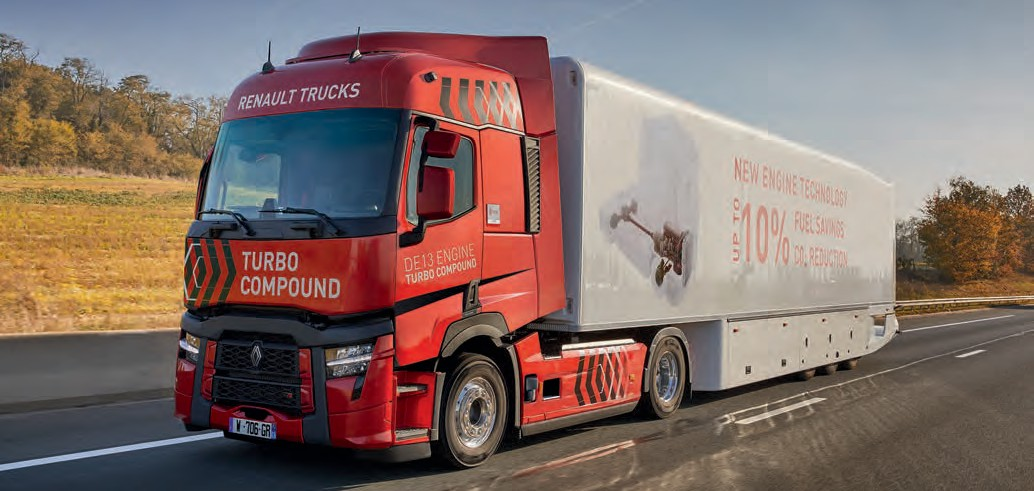 RENAULT TRUCKS
TURBO
COMPOUND
DE13 ENGINE
TURBO COMPOUND
W-706-GR
NEW ENGINE TECHNOLOGY
UP TO
10%
FUEL SAVINGS
CO₂ REDUCTION